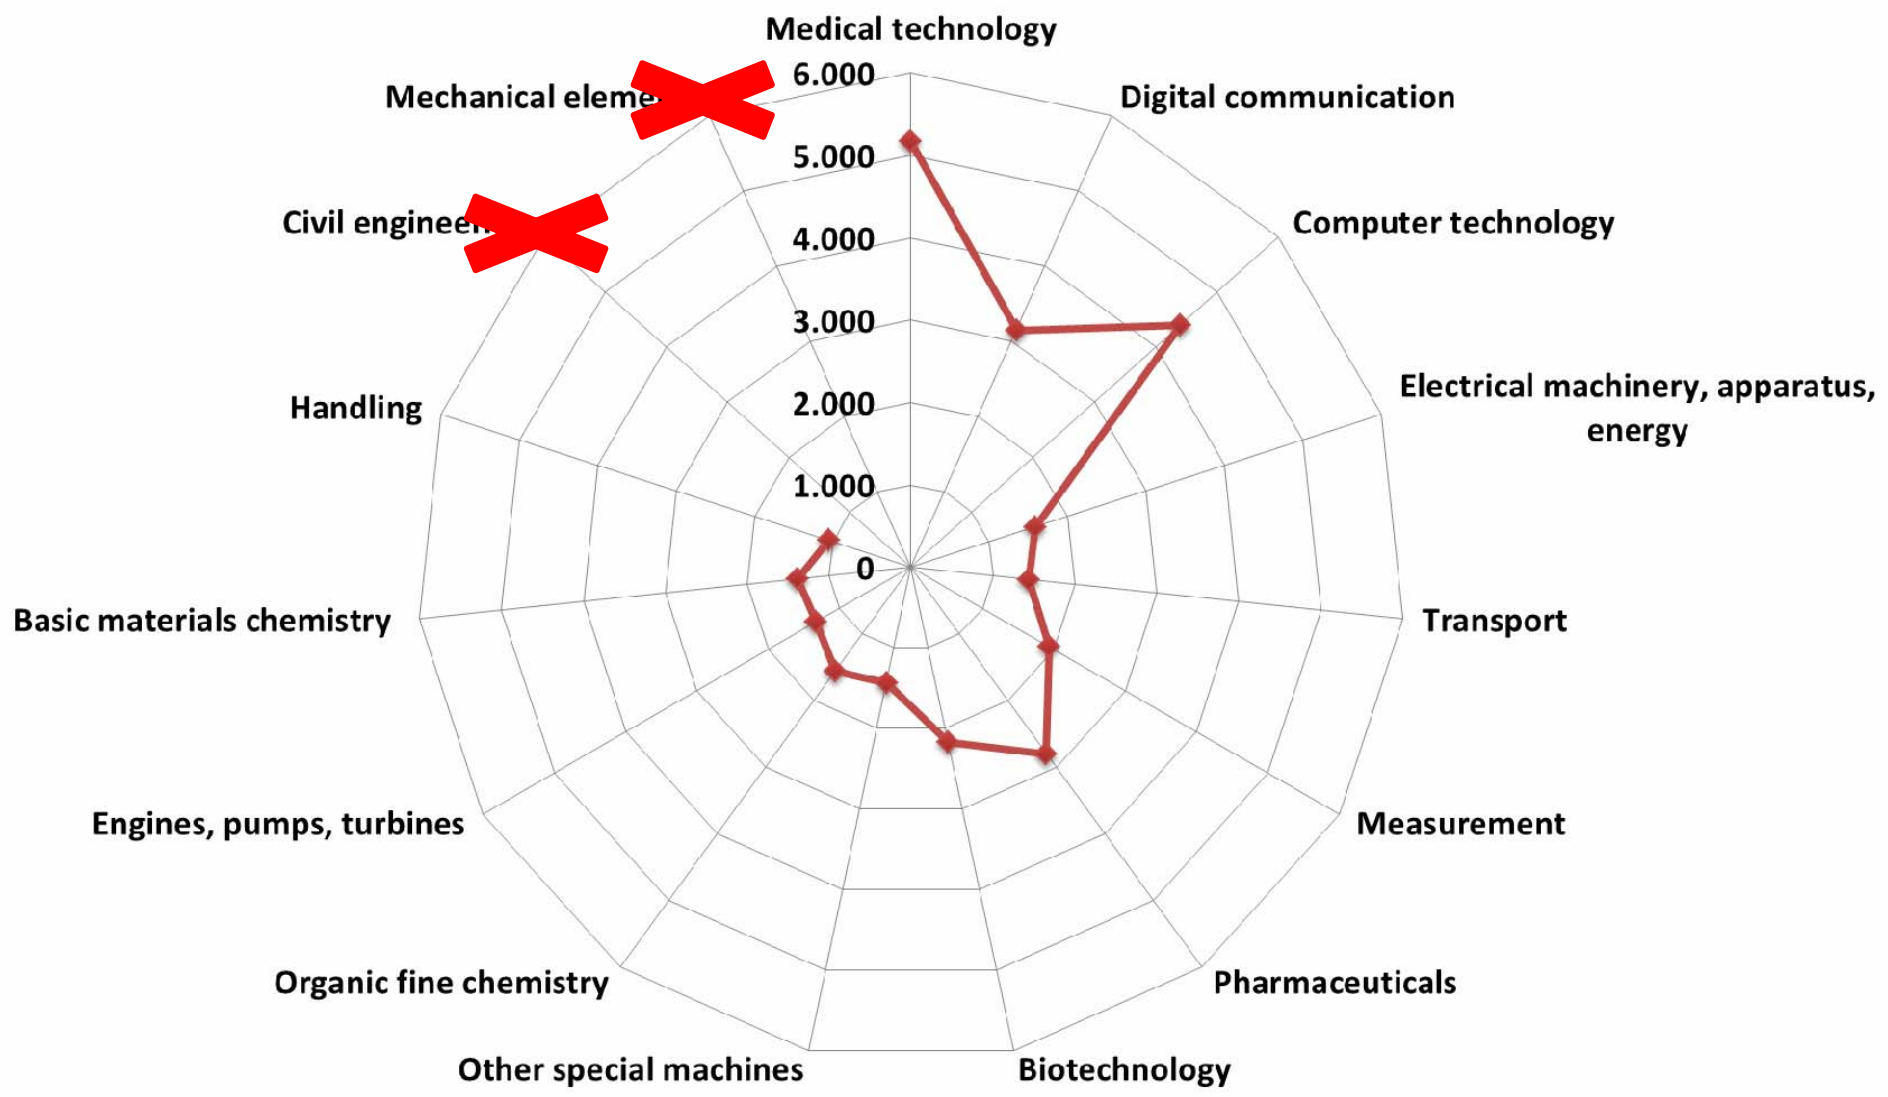 Medical technology
6.000
Mechanical
Digital communication
5.000
Civil
4.000
Computer technology
3.000
Electrical machinery, apparatus,
energy
Handling
2.000
1.000
0
Basic materials chemistry
Transport
Engines, pumps, turbines
Measurement
Organic fine chemistry
Pharmaceuticals
Other special machines
Biotechnology